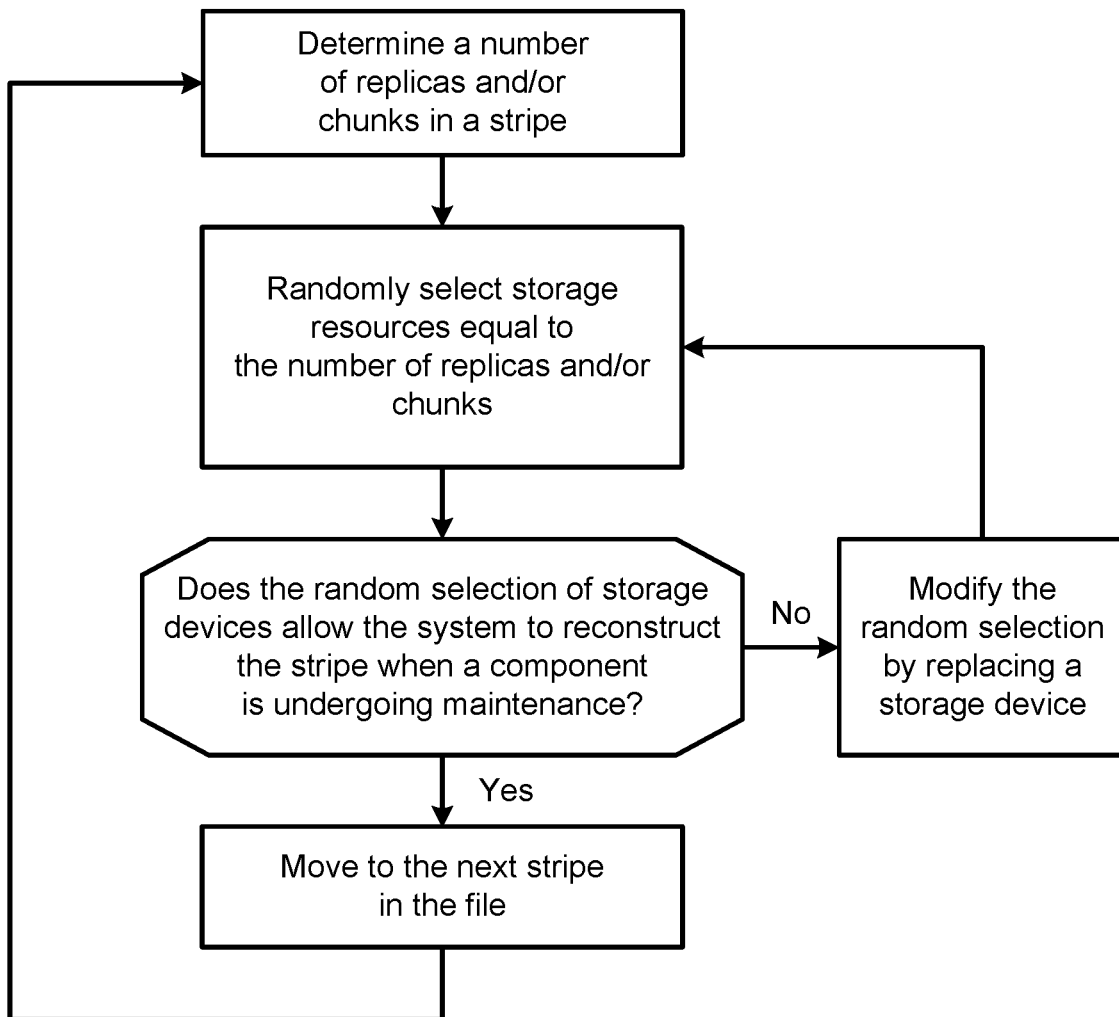 Determine a number
of replicas and/or
chunks in a stripe
Randomly select storage
resources equal to
the number of replicas and/or
chunks
Does the random selection of storage
devices allow the system to reconstruct
the stripe when a component
is undergoing maintenance?
No
Modify the
random selection
by replacing a
storage device
Yes
Move to the next stripe
in the file